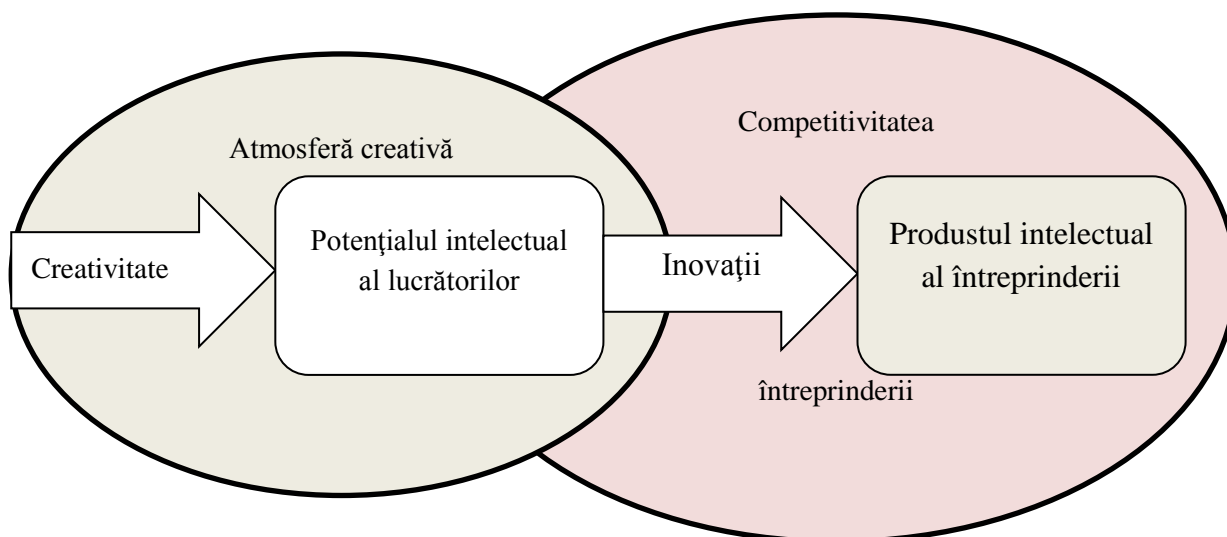 Atmosferă creativă
Creativitate
Potenţialul intelectual
al lucrătorilor
Inovaţii
Competitivitatea
Produstul intelectual
al întreprinderii
întreprinderii